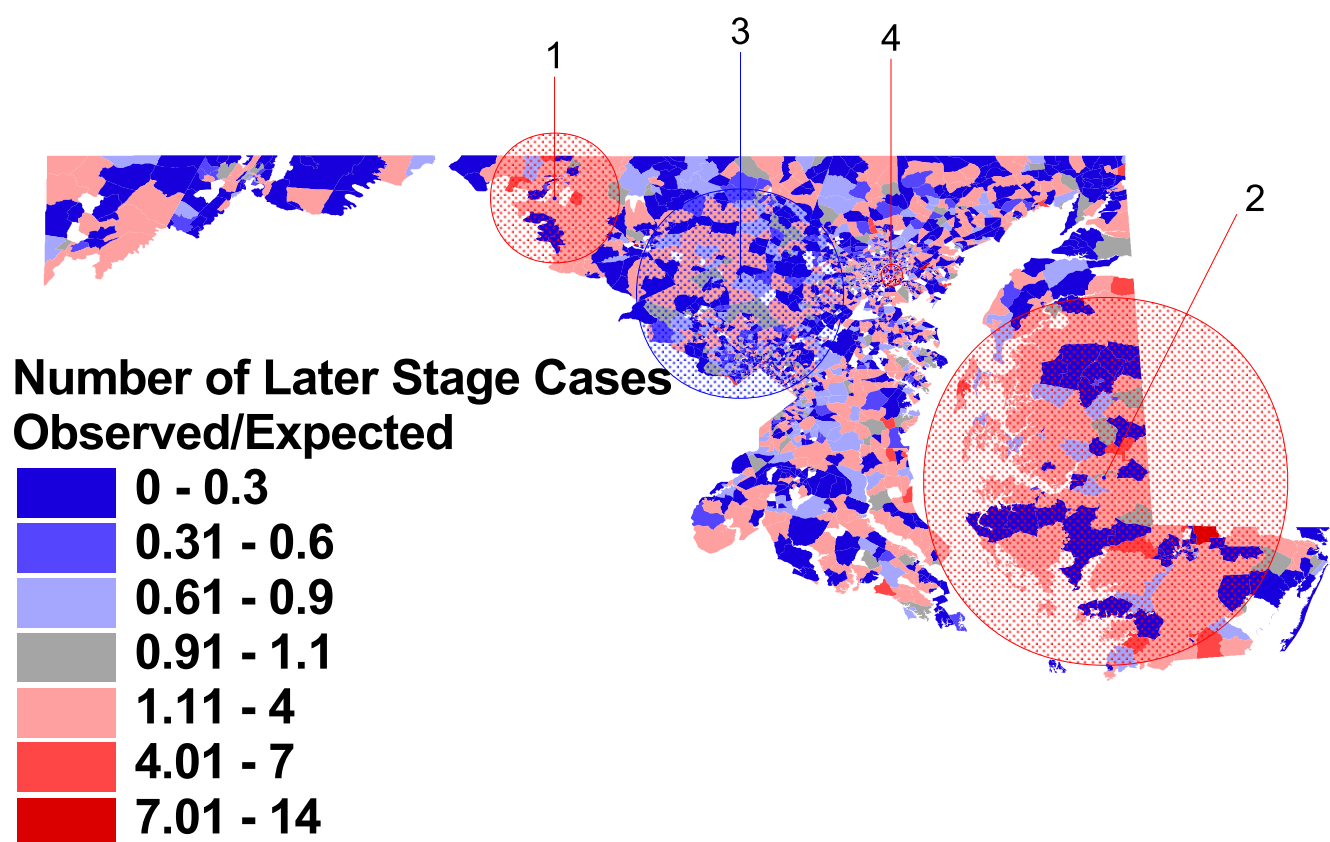 3
4
1
2
Number of Later Stage Cases
Observed/Expected
0 - 0.3
0.31 - 0.6
0.61 - 0.9
0.91 - 1.1
1.11 - 4
4.01 - 7
7.01 - 14